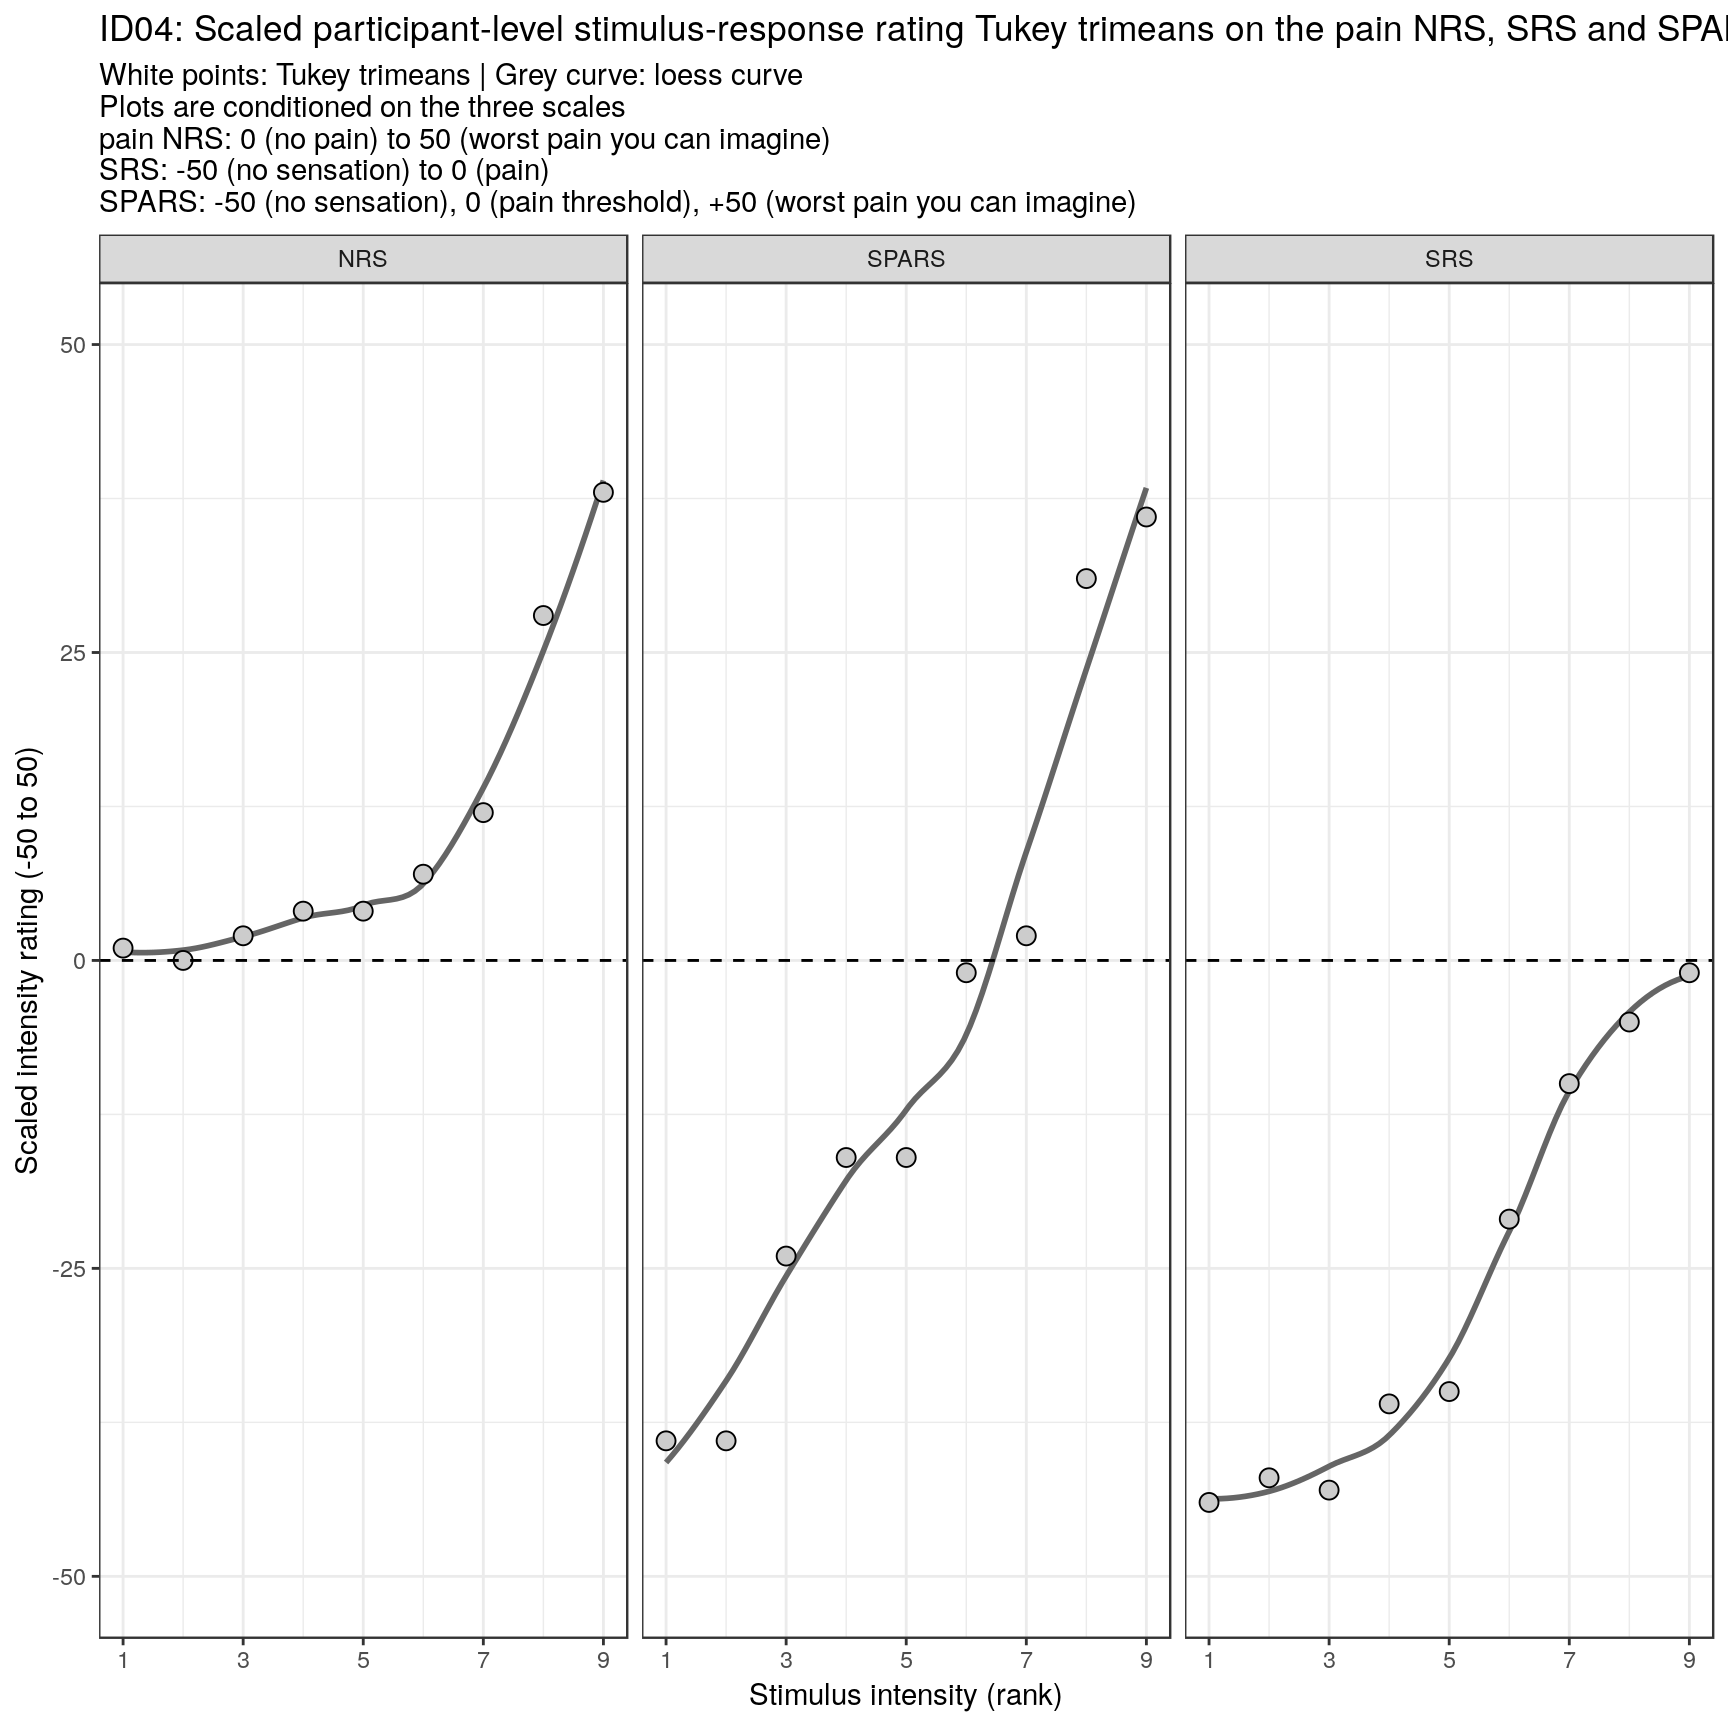 ID04: Scaled participant-level stimulus-response rating Tukey trimeans on the pain NRS, SRS and
White points: Tukey trimeans | Grey curve: loess curve
Plots are conditioned on the three scales
pain NRS: 0 (no pain) to 50 (worst pain you can imagine)
SRS: -50 (no sensation) to 0 (pain)
SPARS: -50 (no sensation), 0 (pain threshold), +50 (worst pain you can imagine)
NRS
SPARS
SRS
50
25
0
-25
-50
Scaled intensity rating (-50 to 50)
1 3 5 7 9
1 3 5 7 9
1 3 5 7 9
Stimulus intensity (rank)